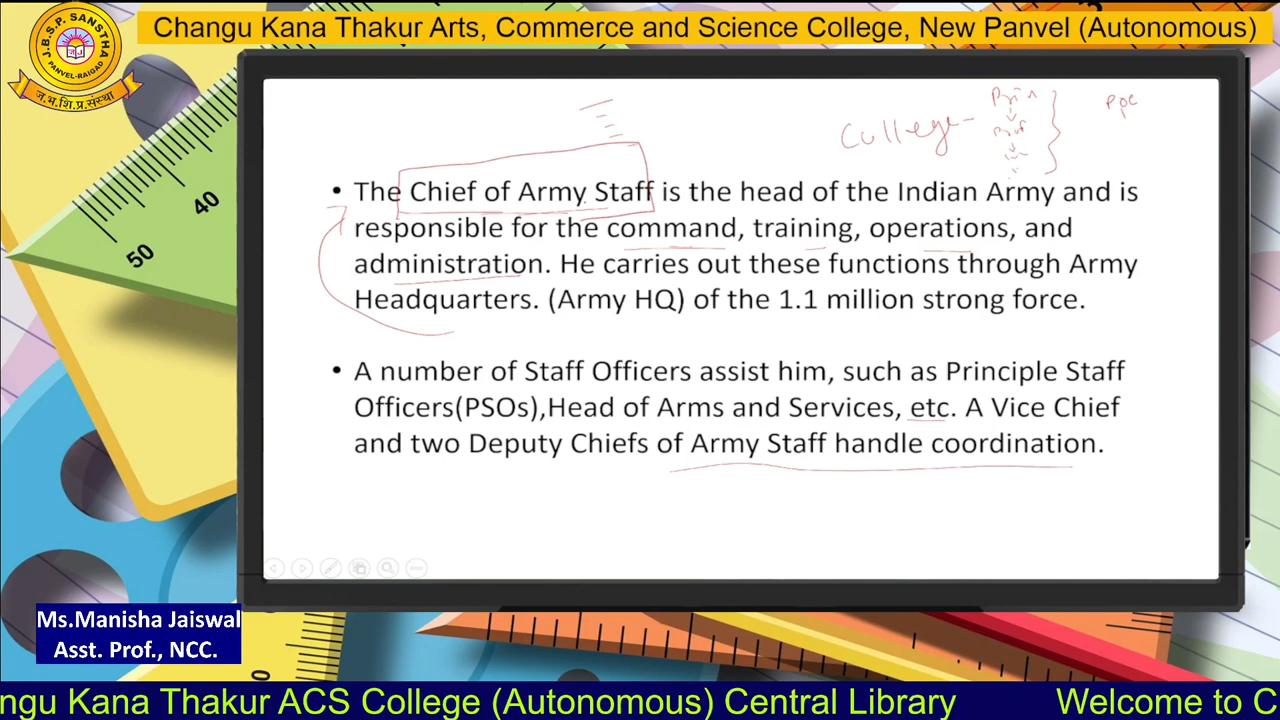 Changu Kana Thakur Arts, Commerce and Science College, New Panvel (Autonomous)
J.B.S.P. SANSTHA
PANVEL-RAIGAD
ज.भ.शि.प्र.संस्था
40
50
College-
• The Chief of Army Staff is the head of the Indian Army and is
responsible for the command, training, operations, and
administration. He carries out these functions through Army
Headquarters. (Army HQ) of the 1.1 million strong force.
• A number of Staff Officers assist him, such as Principle Staff
Officers(PSOs),Head of Arms and Services, etc. A Vice Chief
and two Deputy Chiefs of Army Staff handle coordination.
Ms.Manisha Jaiswal
Asst. Prof., NCC.
ngu Kana Thakur ACS College (Autonomous) Central Library Welcome to C